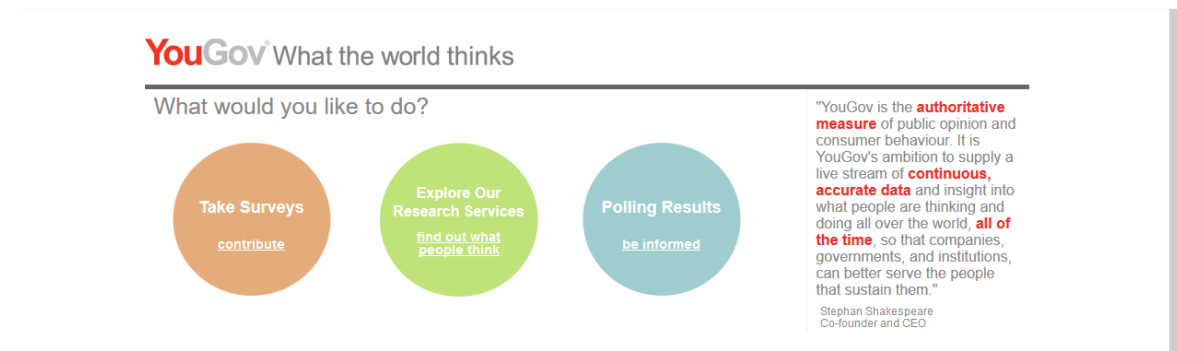 YouGov® What the world thinks
What would you like to do?
Take Surveys
contribute
Explore Our
Research Services
find out what
people think
Polling Results
be informed
"YouGov is the authoritative
measure of public opinion and
consumer behaviour. It is
YouGov's ambition to supply a
live stream of continuous,
accurate data and insight into
what people are thinking and
doing all over the world, all of
the time, so that companies,
governments, and institutions,
can better serve the people
that sustain them."
Stephan Shakespeare
Co-founder and CEO